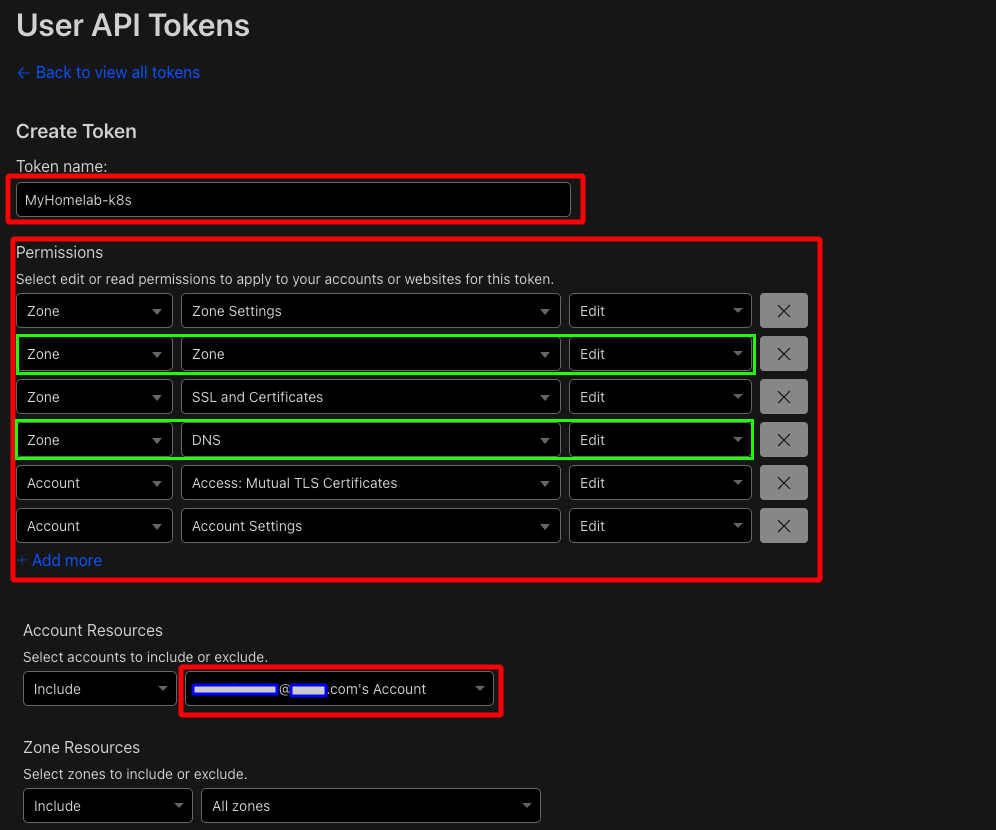 User API Tokens
← Back to view all tokens
Create Token
Token name:
MyHomelab-k8s
Permissions
Select edit or read permissions to apply to your accounts or websites for this token.
Zone Zone Settings Edit
Zone Zone Edit
Zone SSL and Certificates Edit
Zone DNS Edit
Account Access: Mutual TLS Certificates Edit
Account Account Settings Edit
+ Add more
Account Resources
Select accounts to include or exclude.
Include @ .com's Account
Zone Resources
Select zones to include or exclude.
Include All zones